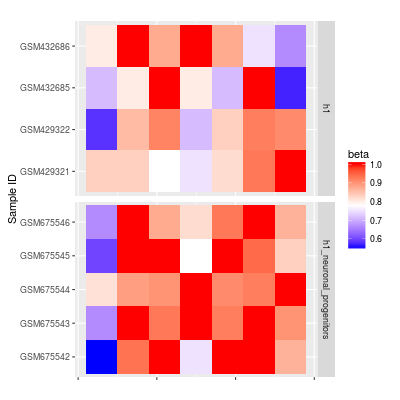 GSM432686
GSM432685
GSM429322
GSM429321
h1
GSM675546
GSM675545
GSM675544
GSM675543
GSM675542
h1_neuronal_progenitors
Sample ID
beta
1.0
0.9
0.8
0.7
0.6